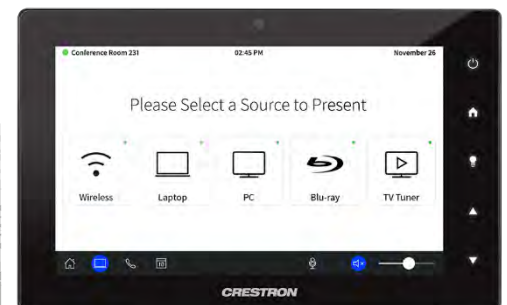 Conference Room 231 02:45 PM November 26
Please Select a Source to Present
Wireless Laptop PC Blu-ray TV Tuner
CRESTRON